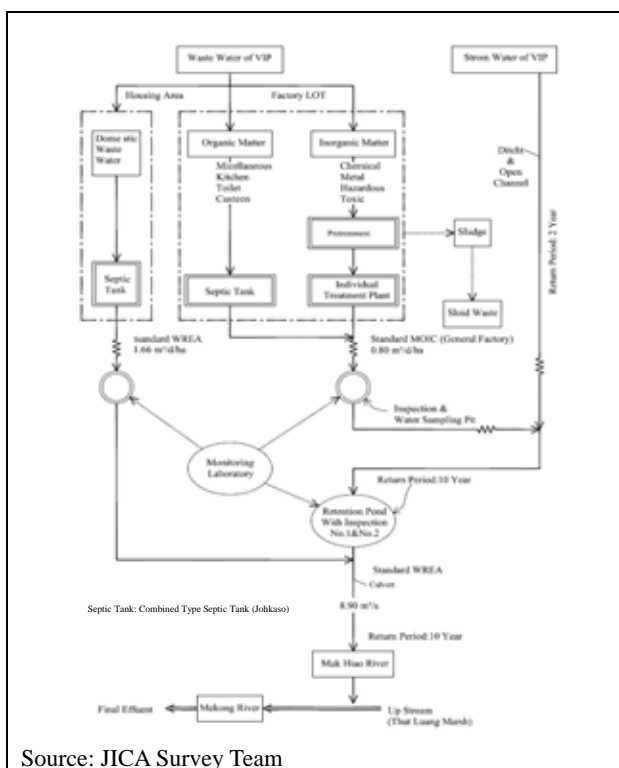 Waste Water of VIP
Strom Water of VIP
Housing Area
Factory LOT
Dome stic
Waste
Water
Organic Matter
Inorganic Matter
Micellaneous
Kitchen
Toilet
Canteen
Chemical
Metal
Hazardous
Toxic
Ditcht
&
Open
Channel
Return Period: 2 Year
Pretreatment
Sludge
Septic
Tank
Septic Tank
Individual
Treatment Plant
Sloid Waste
Standard WREA
1.66 m³/d/ha
Standard MOIC (General Factory)
0.80 m³/d/ha
Inspection &
Water Sampling Pit
Monitoring
Laboratory
Return Period:10 Year
Retention Pond
With Inspection
No.1&No.2
Standard WREA
Culvert
Septic Tank: Combined Type Septic Tank (Johkaso)
8.90 m³/s
Return Period:10 Year
Mak Hiao River
Final Effluent
Mekong River
Up Stream
(That Luang Marsh)
Source: JICA Survey Team